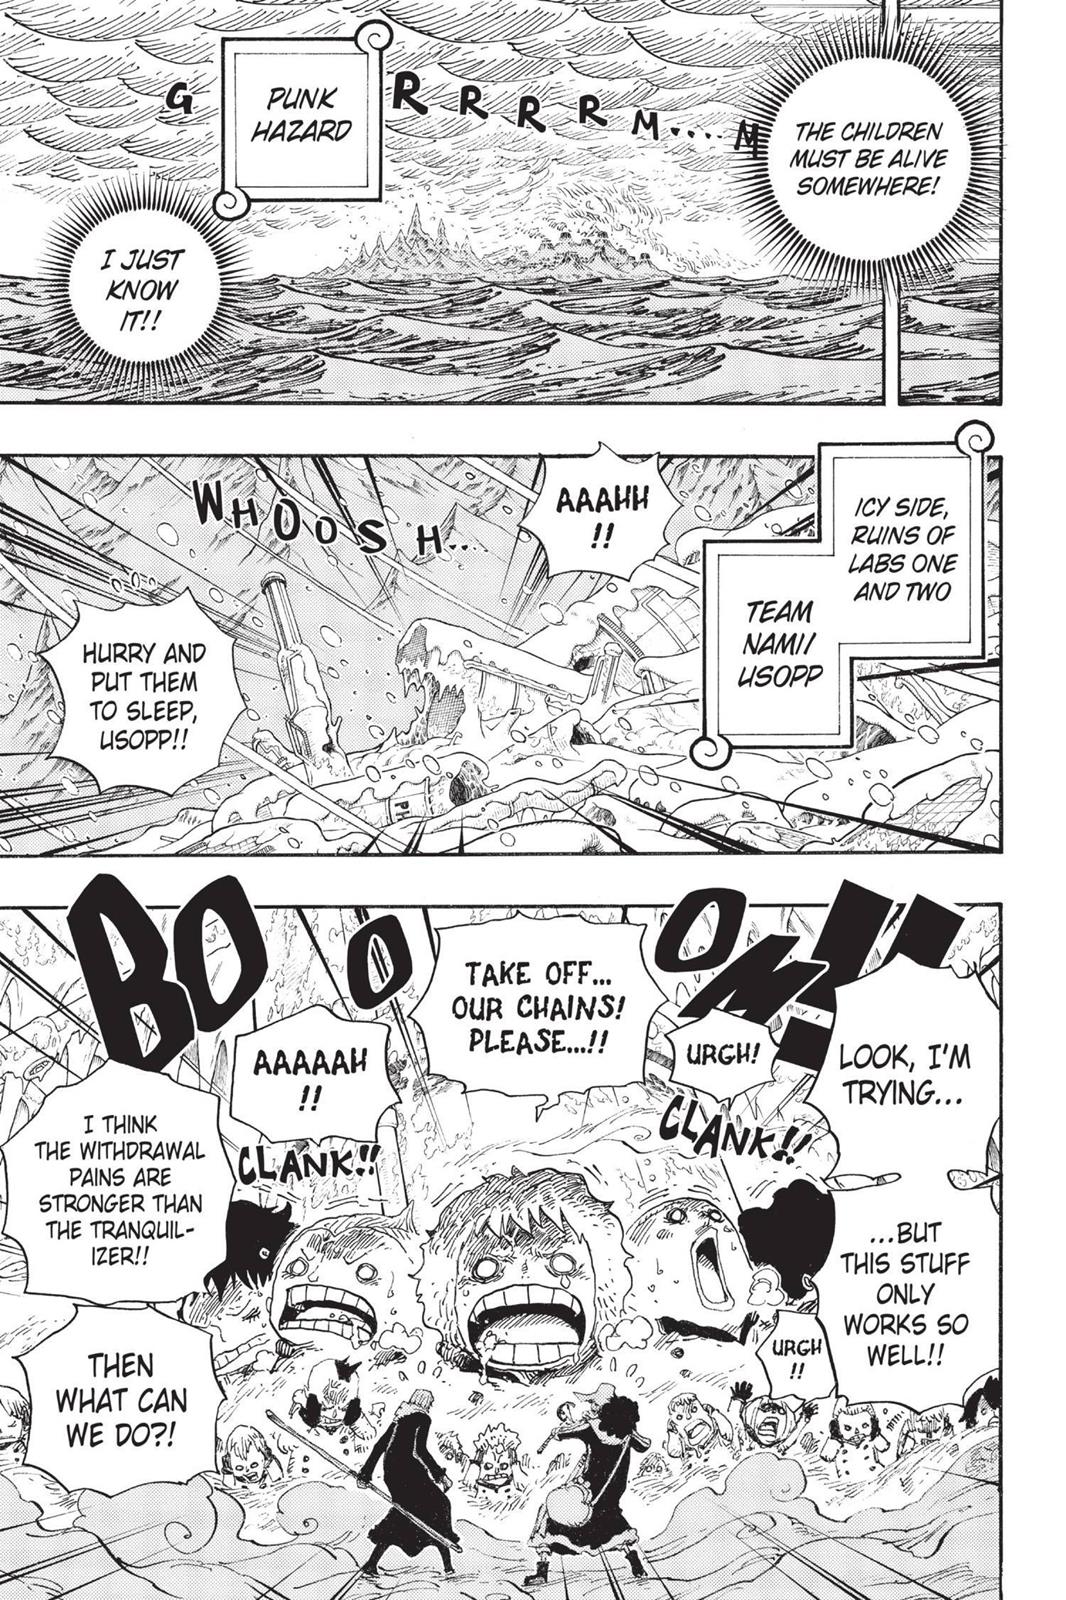 THE CHILDREN
MUST BE ALIVE
SOMEWHERE!
G RRRRRM....M
PUNK
HAZARD
I JUST
KNOW
IT!!
ICY SIDE,
RUINS OF
LABS ONE
AND TWO
TEAM
NAMI/
USOPP
AAAHH
!!
WHOOSH...
HURRY AND
PUT THEM
TO SLEEP,
USOPP!!
PH
BOOOOM!!
LOOK, I'M
TRYING...
...BUT
THIS STUFF
ONLY
WORKS SO
WELL!!
URGH!
CLANK!!
TAKE OFF...
OUR CHAINS!
PLEASE...!!
AAAAAH
!!
CLANK!!
URGH
!!
I THINK
THE WITHDRAWAL
PAINS ARE
STRONGER THAN
THE TRANQUIL-
IZER!!
THEN
WHAT CAN
WE DO?!